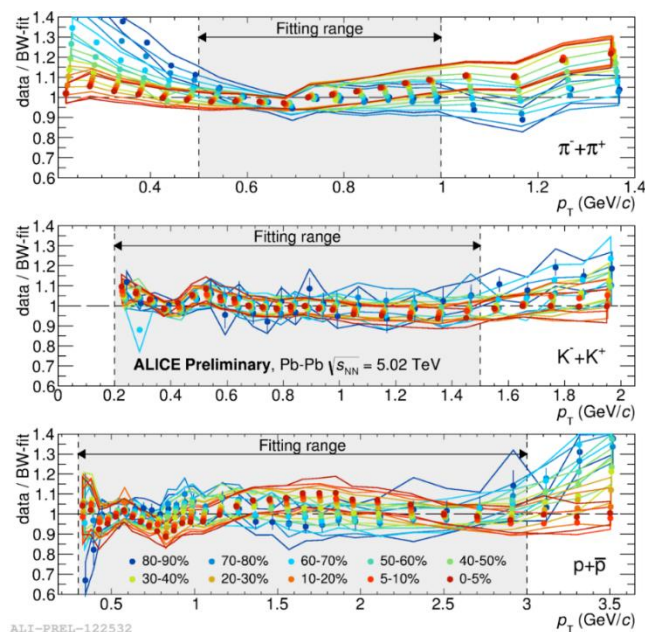 data / BW-fit
1.4
1.3
1.2
1.1
1
0.9
0.8
0.7
0.6
Fitting range
π⁻+π⁺
0.4 0.6 0.8 1 1.2 1.4
p_T (GeV/c)
data / BW-fit
1.4
1.3
1.2
1.1
1
0.9
0.8
0.7
0.6
Fitting range
ALICE Preliminary, Pb-Pb √s_NN = 5.02 TeV
K⁻+K⁺
0 0.2 0.4 0.6 0.8 1 1.2 1.4 1.6 1.8 2
p_T (GeV/c)
data / BW-fit
1.4
1.3
1.2
1.1
1
0.9
0.8
0.7
0.6
Fitting range
80-90% 70-80% 60-70% 50-60% 40-50%
30-40% 20-30% 10-20% 5-10% 0-5%
p+p̅
0.5 1 1.5 2 2.5 3 3.5
p_T (GeV/c)
ALI-PREL-122532